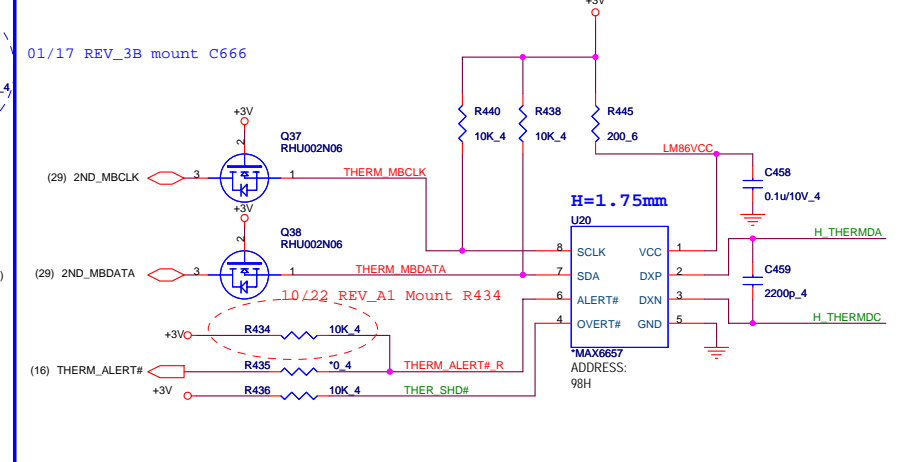 +3V
01/17 REV_3B mount C666
_4
+3V
Q37
RHU002N06
2
R440
10K_4
R438
10K_4
R445
200_6
LM86VCC
(29) 2ND_MBCLK
3
1
THERM_MBCLK
C458
0.1u/10V_4
+3V
H=1.75mm
U20
Q38
RHU002N06
2
H_THERMDA
8
SCLK
VCC
1
(29) 2ND_MBDATA
3
1
THERM_MBDATA
7
SDA
DXP
2
C459
2200p_4
)
10/22 REV_A1 Mount R434
6
ALERT#
DXN
3
H_THERMDC
4
OVERT#
GND
5
+3V
R434
10K_4
*MAX6657
ADDRESS:
98H
(16) THERM_ALERT#
R435
*0_4
THERM_ALERT#_R
+3V
R436
10K_4
THER_SHD#